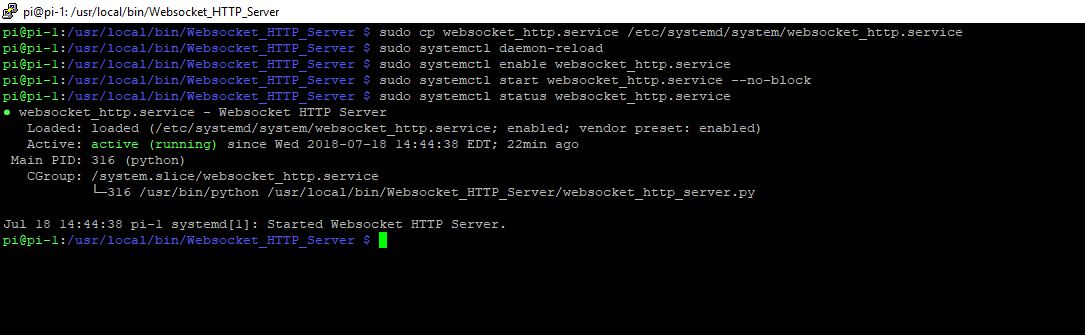 pi@pi-1: /usr/local/bin/Websocket_HTTP_Server
pi@pi-1:/usr/local/bin/Websocket_HTTP_Server $ sudo cp websocket_http.service /etc/systemd/system/websocket_http.service
pi@pi-1:/usr/local/bin/Websocket_HTTP_Server $ sudo systemctl daemon-reload
pi@pi-1:/usr/local/bin/Websocket_HTTP_Server $ sudo systemctl enable websocket_http.service
pi@pi-1:/usr/local/bin/Websocket_HTTP_Server $ sudo systemctl start websocket_http.service --no-block
pi@pi-1:/usr/local/bin/Websocket_HTTP_Server $ sudo systemctl status websocket_http.service
● websocket_http.service - Websocket HTTP Server
   Loaded: loaded (/etc/systemd/system/websocket_http.service; enabled; vendor preset: enabled)
   Active: active (running) since Wed 2018-07-18 14:44:38 EDT; 22min ago
 Main PID: 316 (python)
   CGroup: /system.slice/websocket_http.service
           └─316 /usr/bin/python /usr/local/bin/Websocket_HTTP_Server/websocket_http_server.py
Jul 18 14:44:38 pi-1 systemd[1]: Started Websocket HTTP Server.
pi@pi-1:/usr/local/bin/Websocket_HTTP_Server $